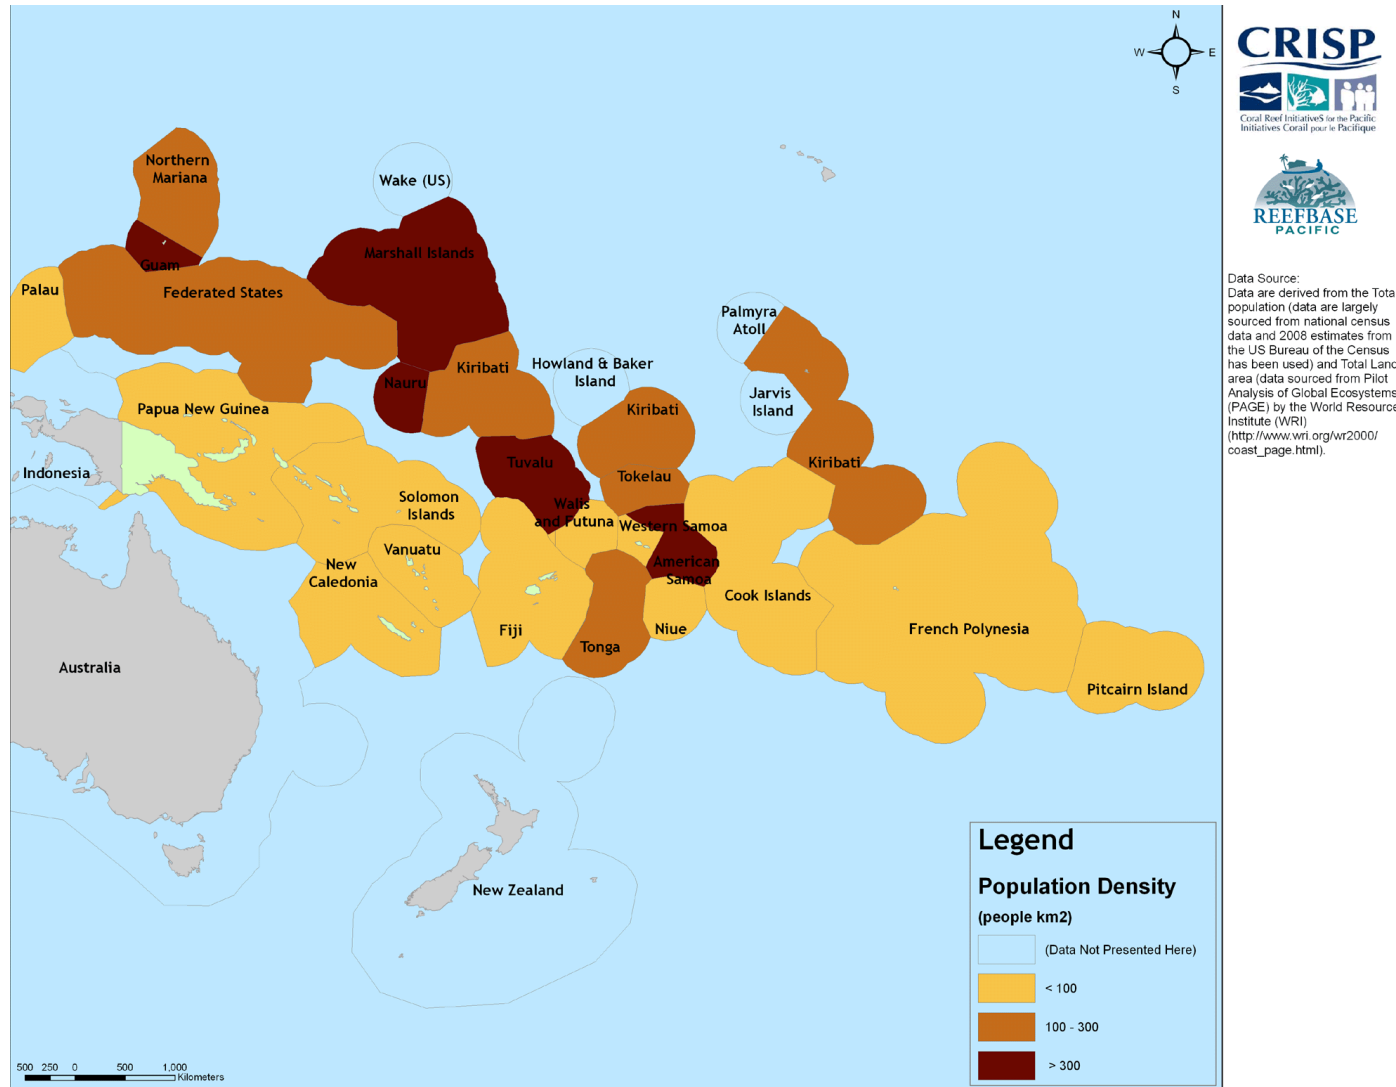 N
W E
S
Northern
Mariana
Wake (US)
Guam
Marshall Islands
Palau
Federated States
Palmyra
Atoll
Nauru
Kiribati
Howland & Baker
Island
Jarvis
Island
Papua New Guinea
Kiribati
Indonesia
Tuvalu
Kiribati
Tokelau
Solomon
Islands
Walis
and Futuna
Western Samoa
Vanuatu
New
Caledonia
American
Samoa
Cook Islands
Fiji
Niue
Tonga
French Polynesia
Australia
Pitcairn Island
New Zealand
500 250 0 500 1,000
Kilometers
Legend
Population Density
(people km2)
(Data Not Presented Here)
< 100
100 - 300
> 300
CRISP
Coral Reef InitiativeS for the Pacific
Initiatives Corail pour le Pacifique
REEFBASE
PACIFIC
Data Source:
Data are derived from the Tota
population (data are largely
sourced from national census
data and 2008 estimates from
the US Bureau of the Census
has been used) and Total Lanc
area (data sourced from Pilot
Analysis of Global Ecosystems
(PAGE) by the World Resource
Institute (WRI)
(http://www.wri.org/wr2000/
coast_page.html).